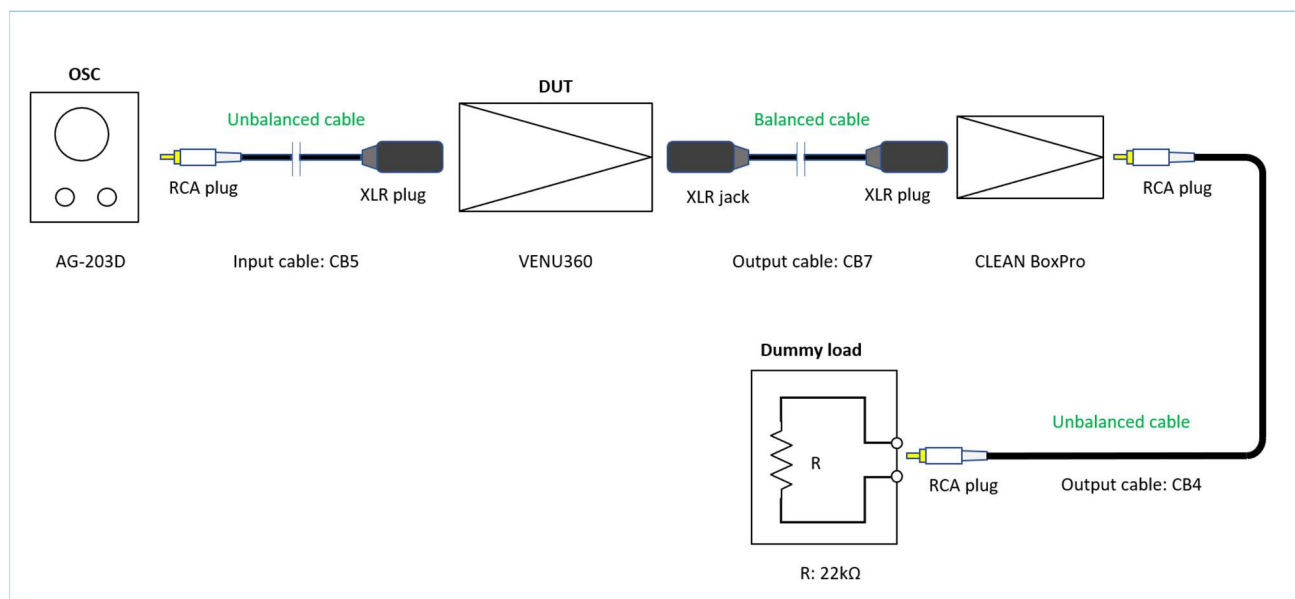 OSC
DUT
Unbalanced cable
Balanced cable
RCA plug
XLR plug
XLR jack
XLR plug
RCA plug
AG-203D
Input cable: CB5
VENU360
Output cable: CB7
CLEAN BoxPro
Dummy load
Unbalanced cable
R
RCA plug
Output cable: CB4
R: 22kΩ